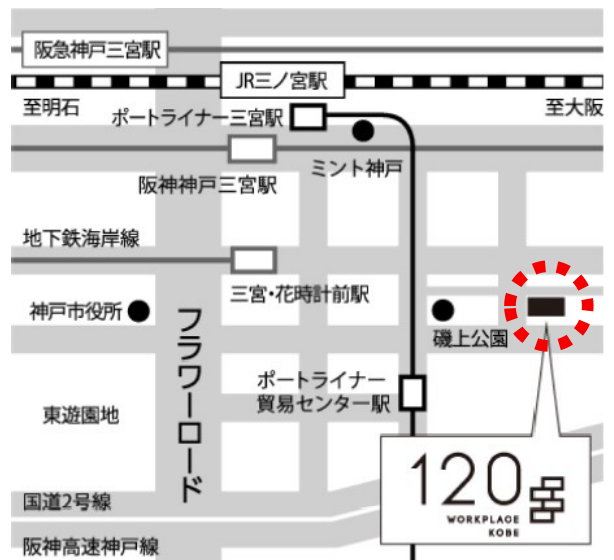 阪急神戸三宮駅
JR三ノ宮駅
至明石
至大阪
ポートライナー三宮駅
ミント神戸
阪神神戸三宮駅
地下鉄海岸線
三宮・花時計前駅
神戸市役所
磯上公園
フラワーロード
ポートライナー
貿易センター駅
東遊園地
120
WORKPLACE
KOBE
国道2号線
阪神高速神戸線